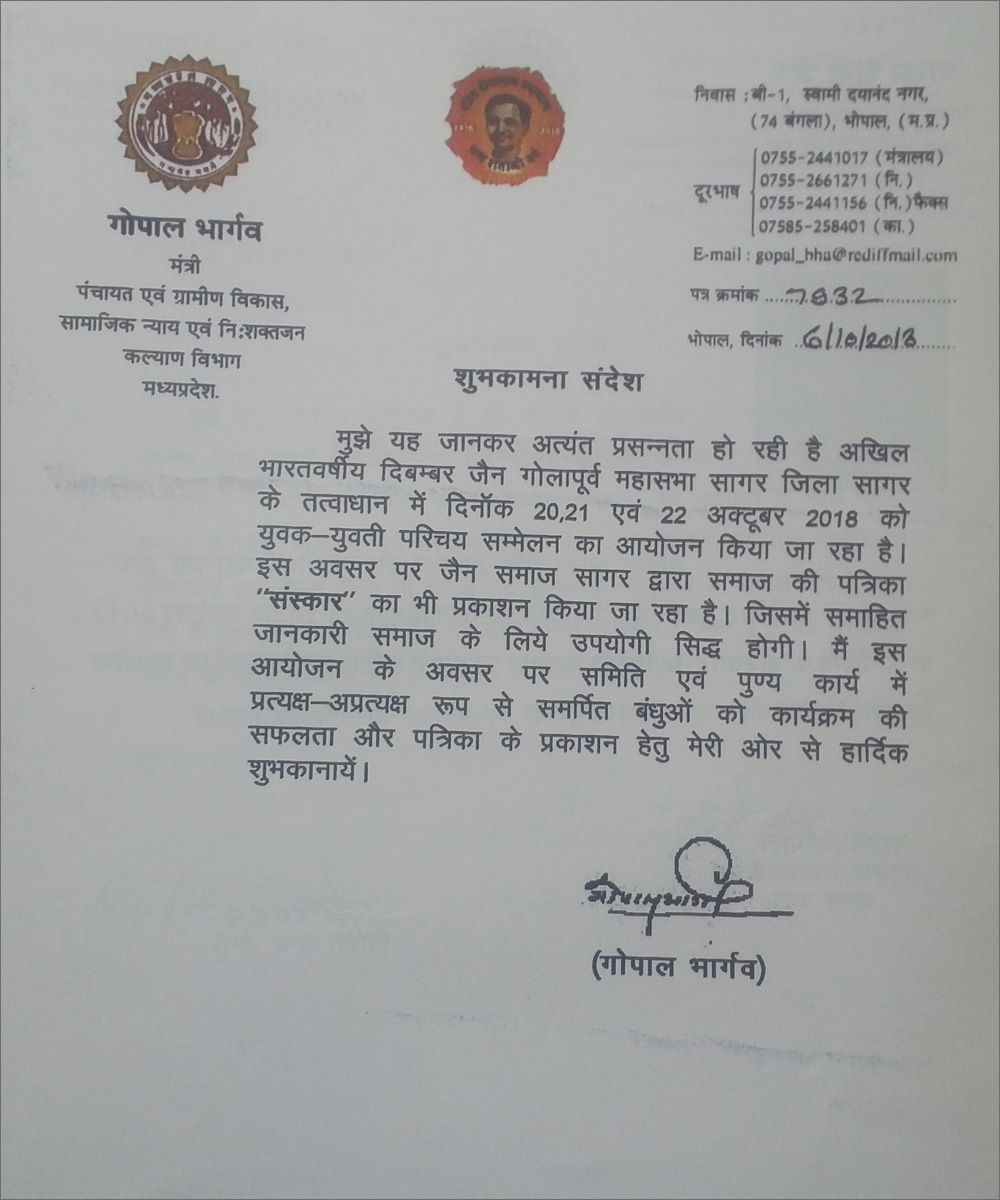 गोपाल भार्गव
मंत्री
पंचायत एवं ग्रामीण विकास,
सामाजिक न्याय एवं नि:शक्तजन
कल्याण विभाग
मध्यप्रदेश.
निवास : बी-1, स्वामी दयानंद नगर,
(74 बंगला), भोपाल, (म.प्र.)
दूरभाष
0755-2441017 (मंत्रालय)
0755-2661271 (नि.)
0755-2441156 (नि.) फैक्स
07585-258401 (का.)
E-mail : gopal_bha@rediffmail.com
पत्र क्रमांक ...7832...
भोपाल, दिनांक ..6/10/2018...
शुभकामना संदेश
मुझे यह जानकर अत्यंत प्रसन्नता हो रही है अखिल
भारतवर्षीय दिबम्बर जैन गोलापूर्व महासभा सागर जिला सागर
के तत्वाधान में दिनॉक 20,21 एवं 22 अक्टूबर 2018 को
युवक–युवती परिचय सम्मेलन का आयोजन किया जा रहा है।
इस अवसर पर जैन समाज सागर द्वारा समाज की पत्रिका
"संस्कार" का भी प्रकाशन किया जा रहा है। जिसमें समाहित
जानकारी समाज के लिये उपयोगी सिद्ध होगी। मैं इस
आयोजन के अवसर पर समिति एवं पुण्य कार्य में
प्रत्यक्ष–अप्रत्यक्ष रूप से समर्पित बंधुओं को कार्यक्रम की
सफलता और पत्रिका के प्रकाशन हेतु मेरी ओर से हार्दिक
शुभकानायें।
(गोपाल भार्गव)